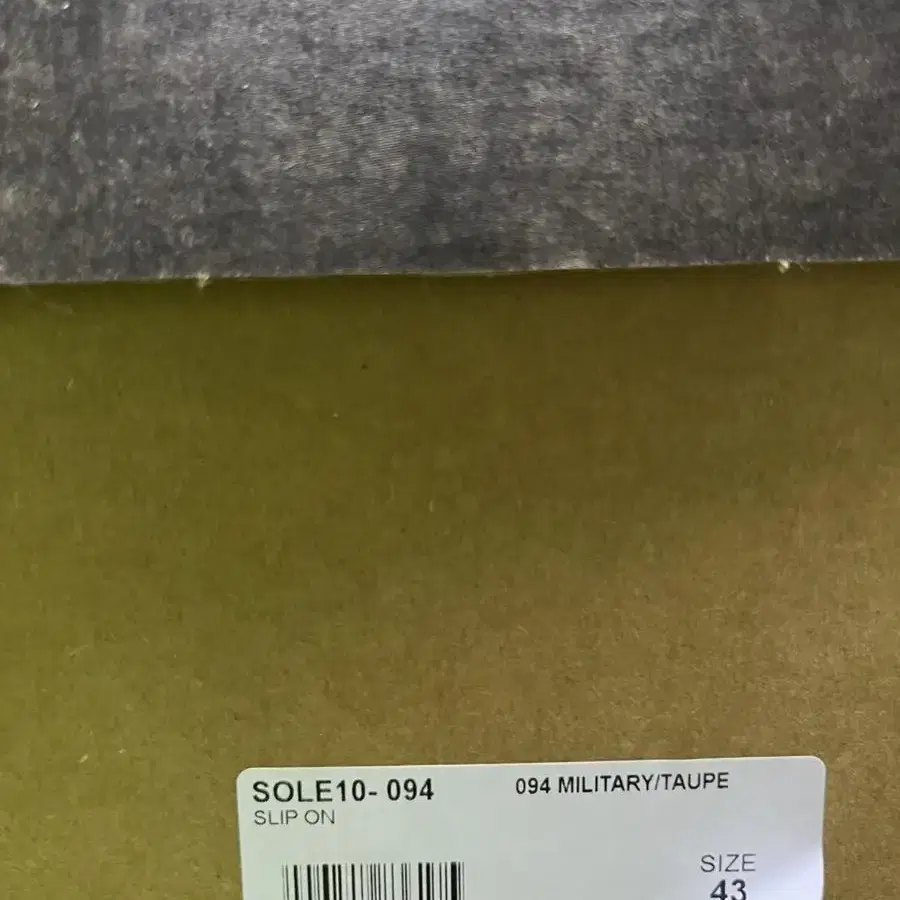 SOLE10- 094
094 MILITARY/TAUPE
SLIP ON
SIZE
43